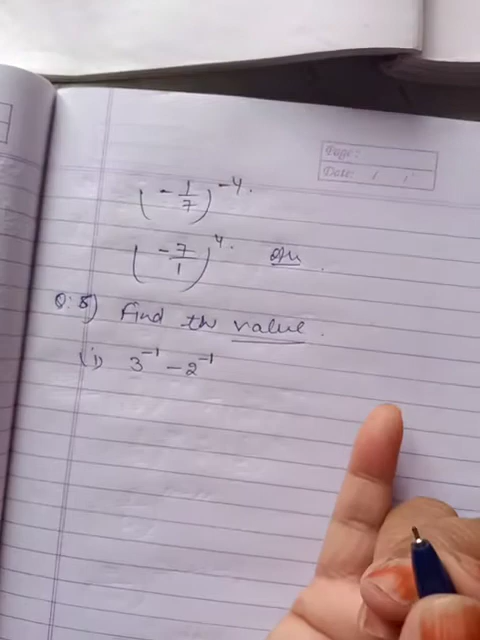 Page:
Date: / /
(-1/7)^-4.
(-7/1)^4. Ans.
Q.8) Find the value.
(i) 3^-1 - 2^-1